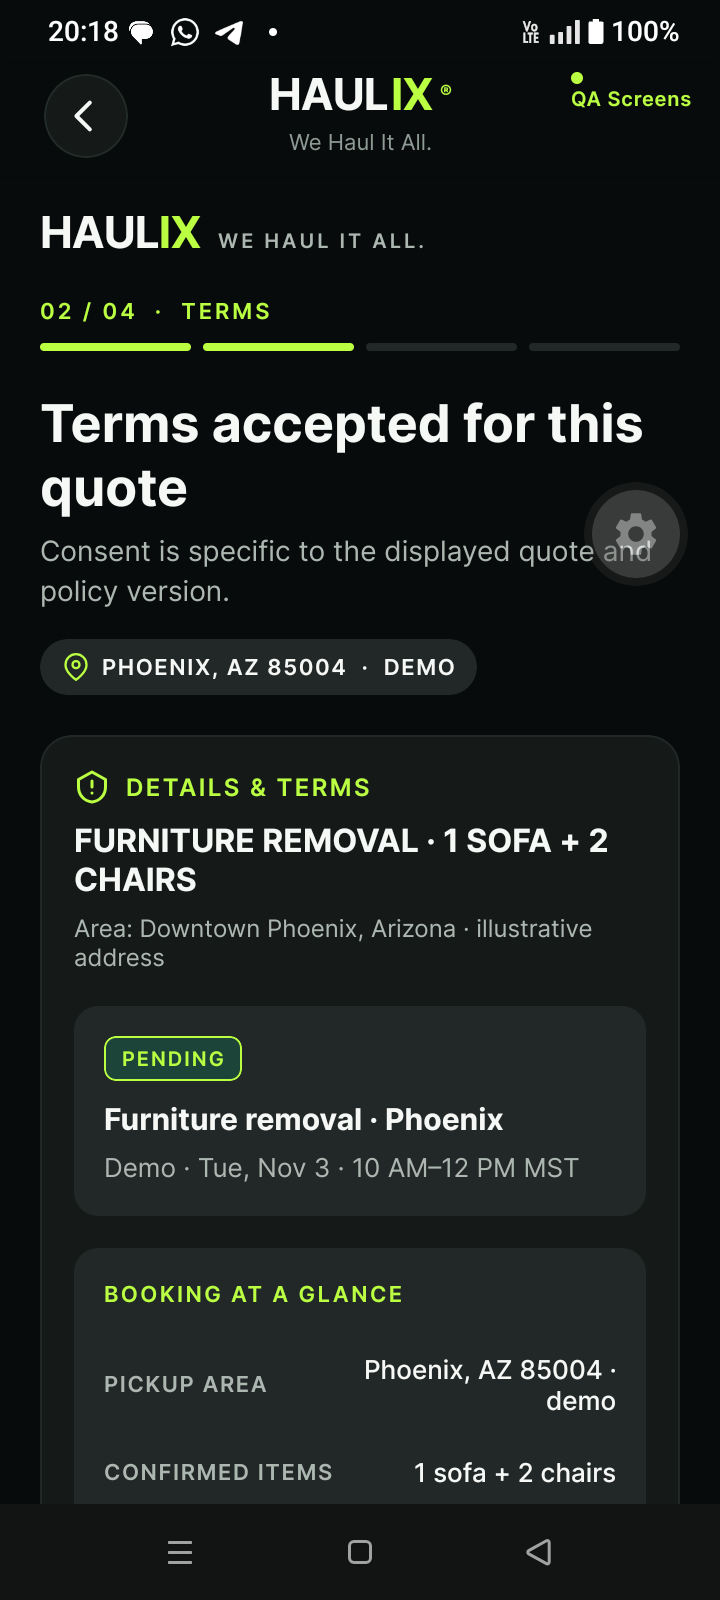 20:18 Vo LTE 100%
HAULIX ®
QA Screens
We Haul It All.
HAULIX WE HAUL IT ALL.
02 / 04 · TERMS
Terms accepted for this
quote
Consent is specific to the displayed quote and
policy version.
PHOENIX, AZ 85004 · DEMO
DETAILS & TERMS
FURNITURE REMOVAL · 1 SOFA + 2
CHAIRS
Area: Downtown Phoenix, Arizona · illustrative
address
PENDING
Furniture removal · Phoenix
Demo · Tue, Nov 3 · 10 AM–12 PM MST
BOOKING AT A GLANCE
PICKUP AREA Phoenix, AZ 85004 ·
demo
CONFIRMED ITEMS 1 sofa + 2 chairs